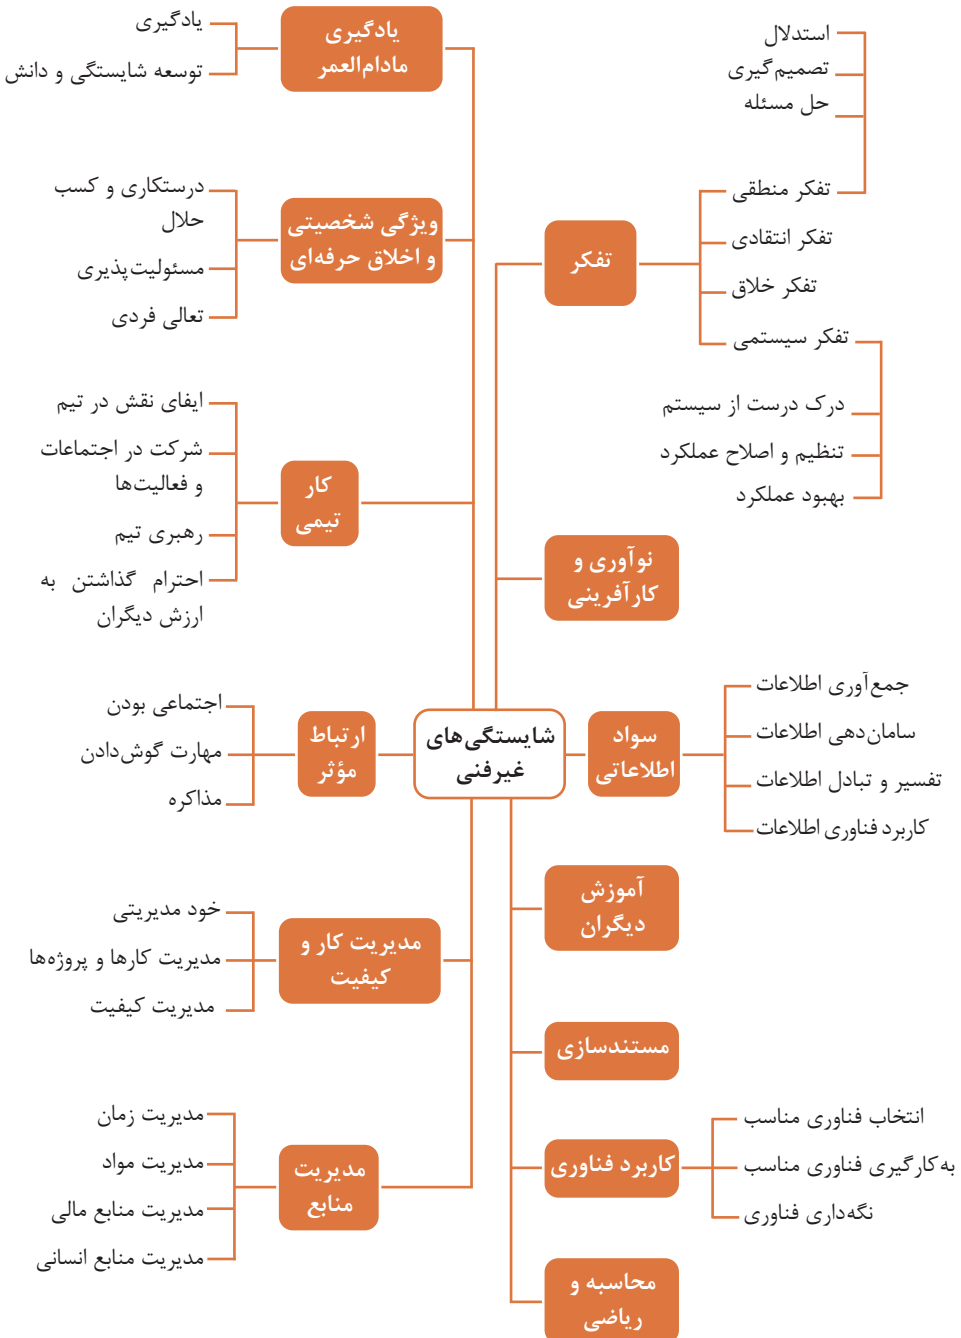 شایستگی‌های
غیرفنی
تفکر
استدلال
تصمیم‌گیری
حل مسئله
تفکر منطقی
تفکر انتقادی
تفکر خلاق
تفکر سیستمی
درک درست از سیستم
تنظیم و اصلاح عملکرد
بهبود عملکرد
نوآوری و
کارآفرینی
سواد
اطلاعاتی
جمع‌آوری اطلاعات
سامان‌دهی اطلاعات
تفسیر و تبادل اطلاعات
کاربرد فناوری اطلاعات
آموزش
دیگران
مستندسازی
کاربرد فناوری
انتخاب فناوری مناسب
به‌کارگیری فناوری مناسب
نگه‌داری فناوری
محاسبه و
ریاضی
یادگیری
مادام‌العمر
یادگیری
توسعه شایستگی و دانش
ویژگی شخصیتی
و اخلاق حرفه‌ای
درستکاری و کسب
حلال
مسئولیت‌پذیری
تعالی فردی
کار
تیمی
ایفای نقش در تیم
شرکت در اجتماعات
و فعالیت‌ها
رهبری تیم
احترام گذاشتن به
ارزش دیگران
ارتباط
مؤثر
اجتماعی بودن
مهارت گوش‌دادن
مذاکره
مدیریت کار و
کیفیت
خود مدیریتی
مدیریت کارها و پروژه‌ها
مدیریت کیفیت
مدیریت
منابع
مدیریت زمان
مدیریت مواد
مدیریت منابع مالی
مدیریت منابع انسانی